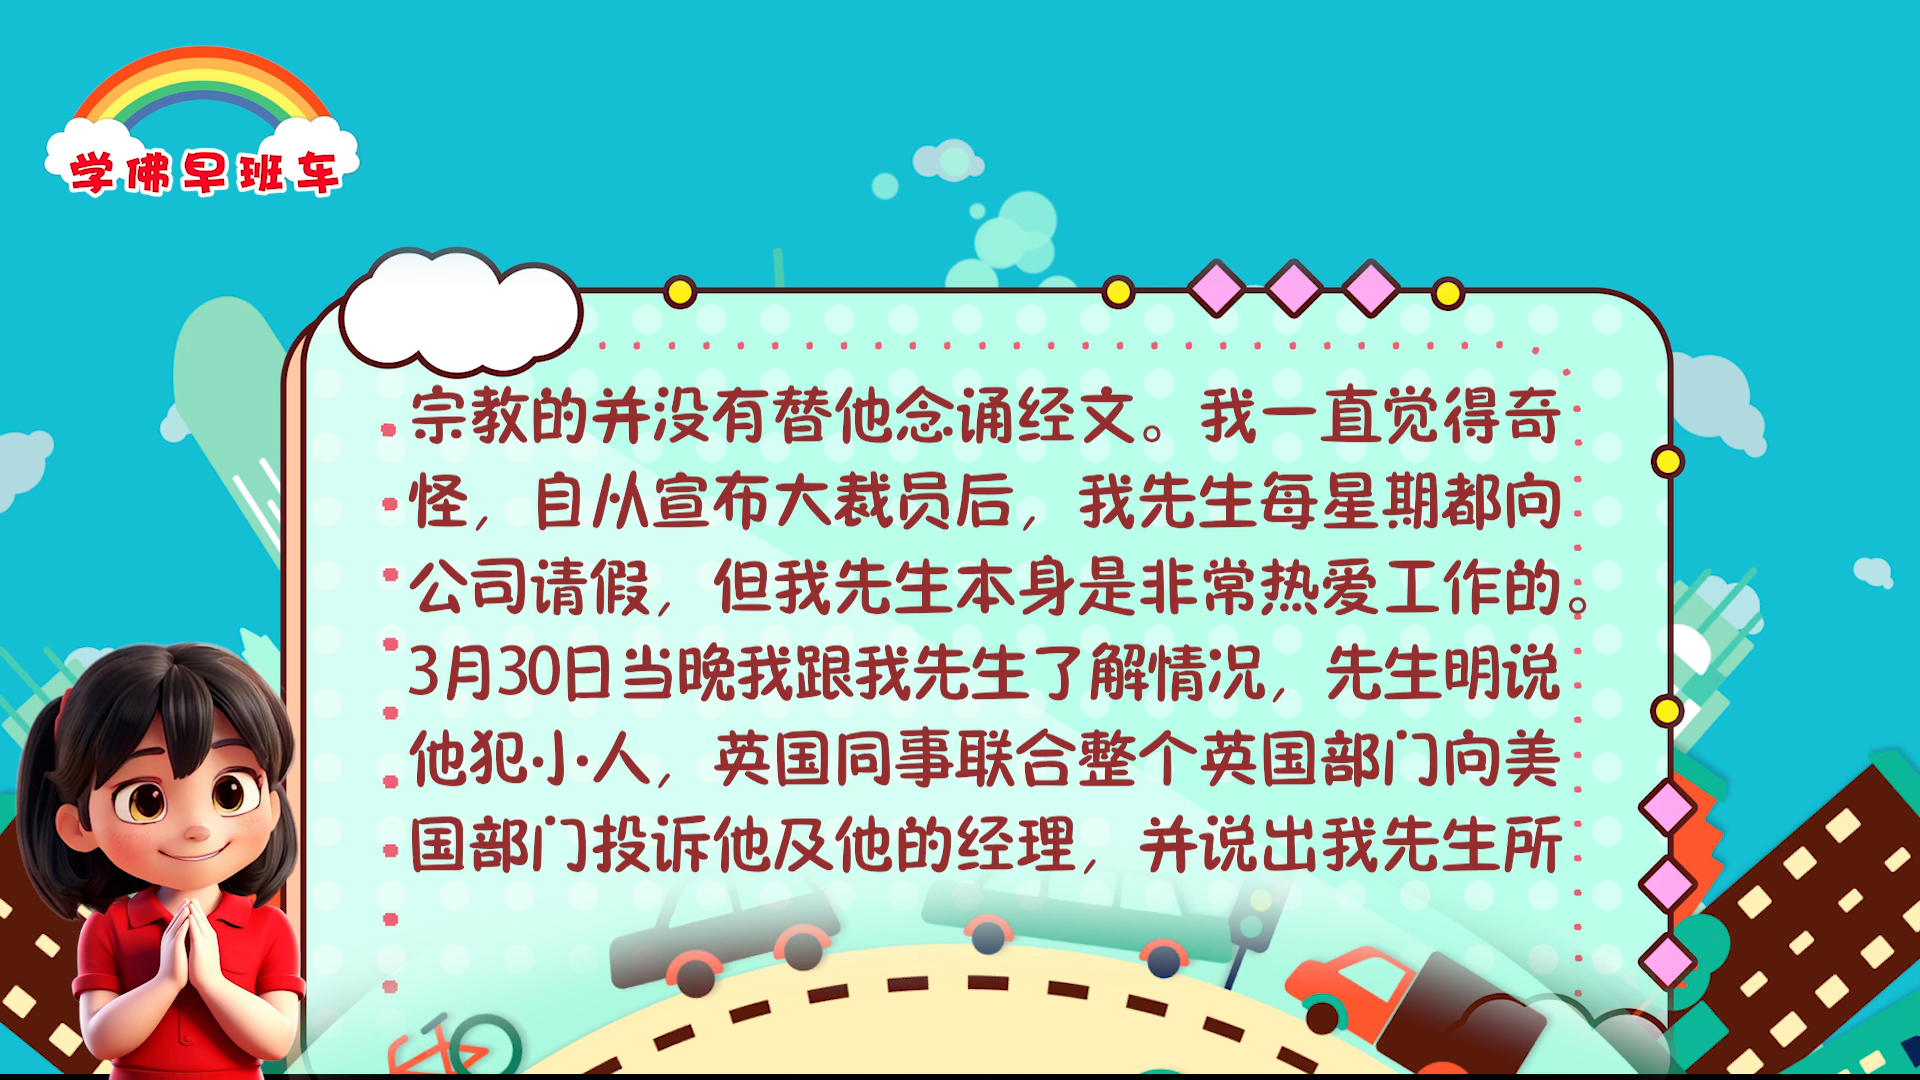 学佛早班车
宗教的并没有替他念诵经文。我一直觉得奇
怪，自从宣布大裁员后，我先生每星期都向
公司请假，但我先生本身是非常热爱工作的。
3月30日当晚我跟我先生了解情况，先生明说
他犯小人，英国同事联合整个英国部门向美
国部门投诉他及他的经理，并说出我先生所